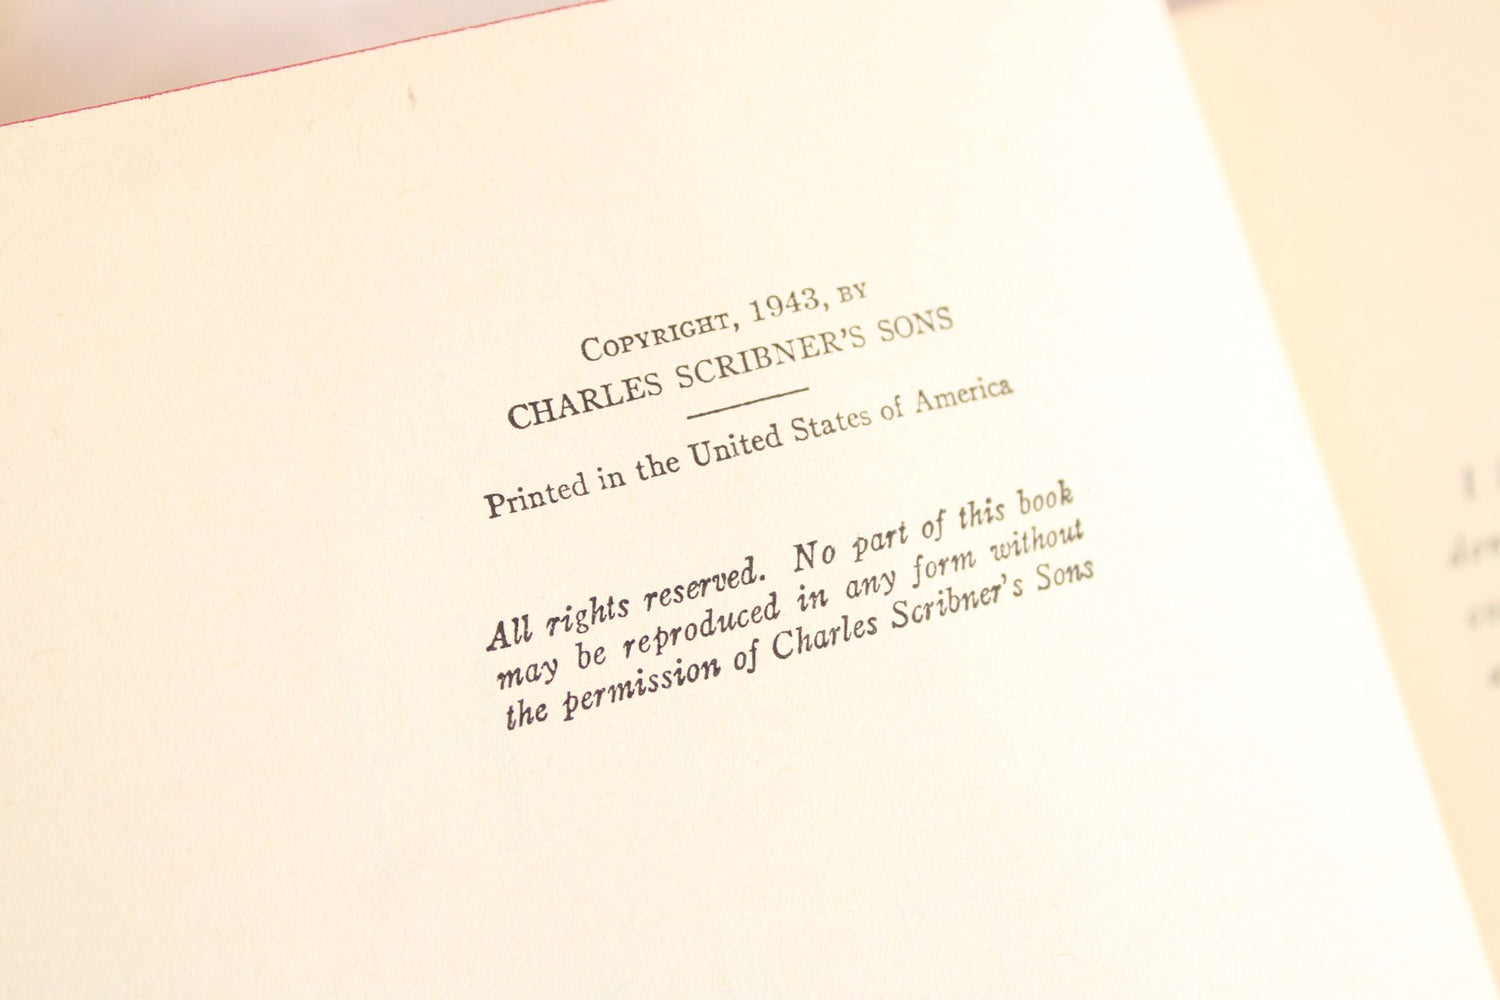 COPYRIGHT, 1943, BY
CHARLES SCRIBNER'S SONS
Printed in the United States of America
All rights reserved. No part of this book
may be reproduced in any form without
the permission of Charles Scribner's Sons